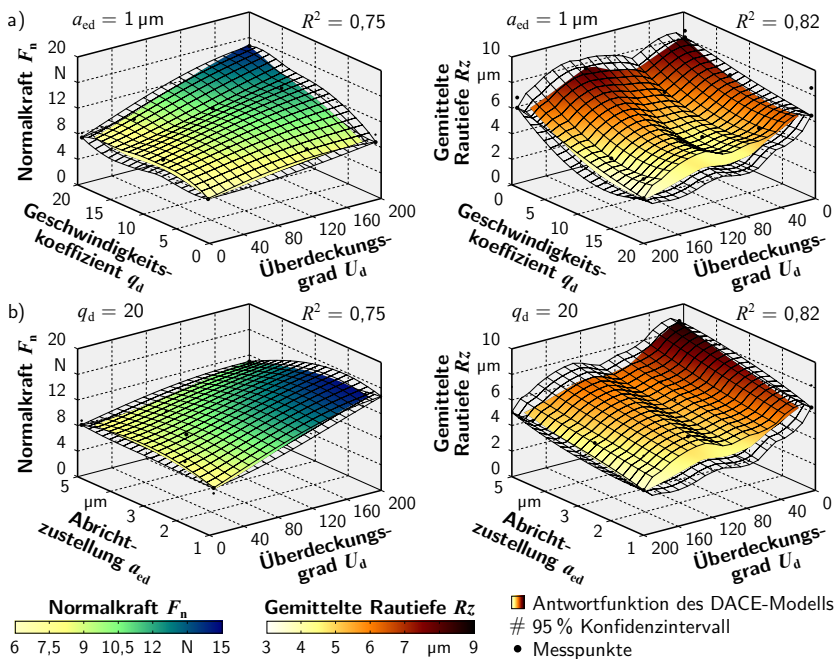 a)
a_ed = 1 µm
R² = 0,75
Normalkraft F_n
20
N
12
8
4
0
20
15
10
5
0
Geschwindigkeits-
koeffizient q_d
0
40
80
120
160
200
Überdeckungs-
grad U_d
a_ed = 1 µm
R² = 0,82
Gemittelte
Rautiefe Rz
10
µm
6
4
2
0
0
5
10
15
20
Geschwindigkeits-
koeffizient q_d
200
160
120
80
40
0
Überdeckungs-
grad U_d
b)
q_d = 20
R² = 0,75
Normalkraft F_n
20
N
12
8
4
0
5
µm
3
2
1
Abricht-
zustellung a_ed
0
40
80
120
160
200
Überdeckungs-
grad U_d
q_d = 20
R² = 0,82
Gemittelte
Rautiefe Rz
10
µm
6
4
2
0
5
µm
3
2
1
Abricht-
zustellung a_ed
200
160
120
80
40
0
Überdeckungs-
grad U_d
Normalkraft F_n
6 7,5 9 10,5 12 N 15
Gemittelte Rautiefe Rz
3 4 5 6 7 µm 9
Antwortfunktion des DACE-Modells
# 95 % Konfidenzintervall
• Messpunkte